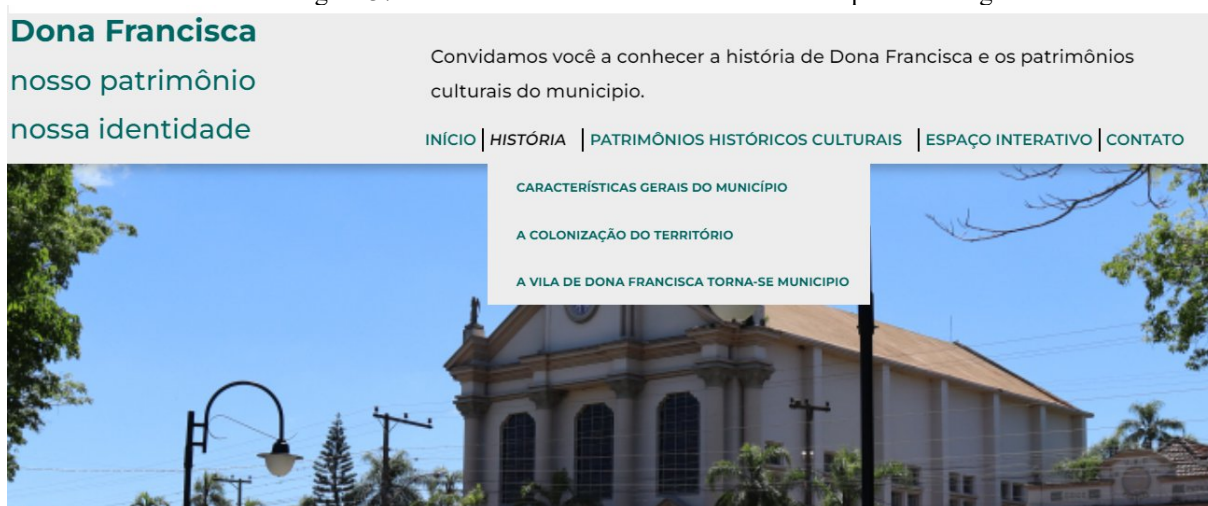 Dona Francisca
nosso patrimônio
nossa identidade
Convidamos você a conhecer a história de Dona Francisca e os patrimônios
culturais do municipio.
INÍCIO | HISTÓRIA | PATRIMÔNIOS HISTÓRICOS CULTURAIS | ESPAÇO INTERATIVO | CONTATO
CARACTERÍSTICAS GERAIS DO MUNICÍPIO
A COLONIZAÇÃO DO TERRITÓRIO
A VILA DE DONA FRANCISCA TORNA-SE MUNICIPIO